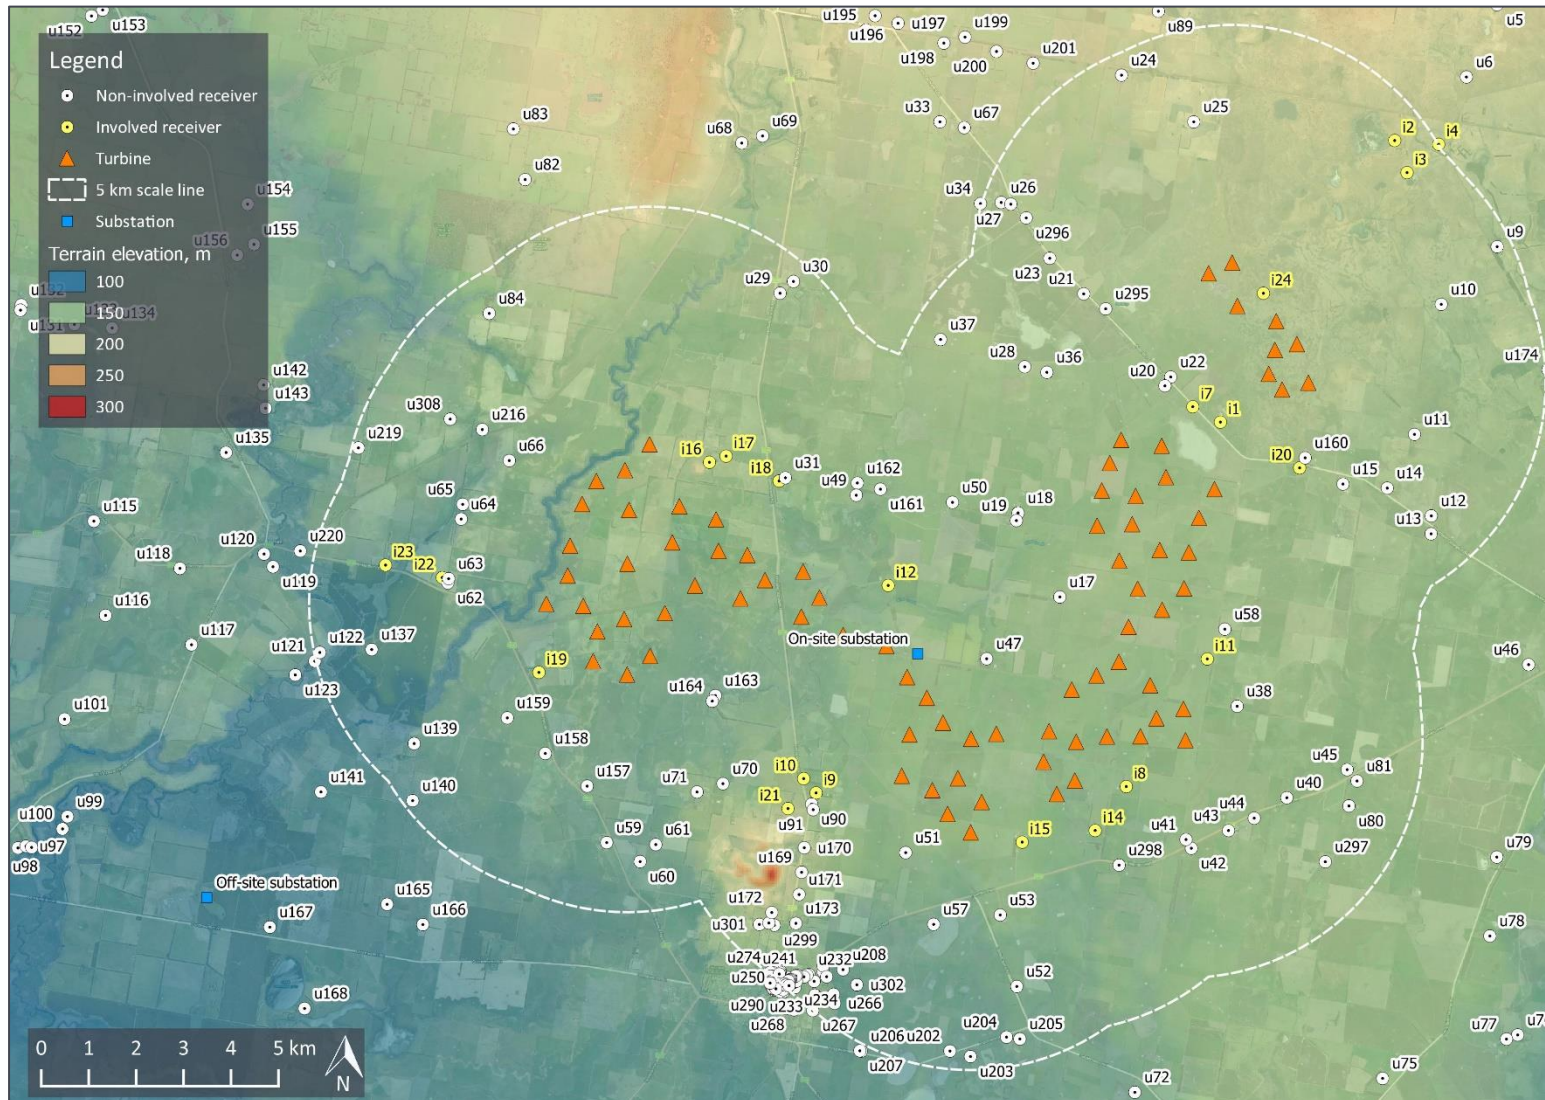 u152
u153
u195
u196
u197
u198
u199
u200
u201
u89
u5
u24
u6
Legend
Non-involved receiver
Involved receiver
Turbine
5 km scale line
Substation
Terrain elevation, m
100
150
200
250
300
u83
u82
u68
u69
u33
u67
u25
i2
i4
i3
u154
u155
u156
u34
u26
u27
u296
u9
u132
u133
u131
u134
u29
u30
u23
u21
u295
i24
u10
u84
u37
u28
u36
u22
u20
u174
u142
u143
i7
i1
u308
u216
u219
u66
u135
i16
i17
i18
u31
u49
u162
u161
u50
u19
u18
i20
u160
u15
u14
u11
u12
u13
u65
u64
u115
u120
u220
u118
u119
i23
i22
u63
u62
i12
u17
u116
u117
u121
u122
u137
u123
i19
On-site substation
u47
u58
i11
u46
u164
u163
u38
u101
u159
u139
u158
u141
u140
u157
u71
u70
i10
i9
i21
u91
u90
i8
u45
u81
u40
u80
u100
u99
u97
u98
u59
u61
u60
u169
u170
u171
u51
i15
i14
u298
u41
u43
u44
u42
u297
u79
Off-site substation
u165
u167
u166
u172
u301
u173
u299
u57
u53
u78
u274
u241
u232
u208
u250
u302
u290
u233
u234
u266
u268
u267
u52
u168
u206
u202
u207
u204
u205
u203
u77
u75
u72
0 1 2 3 4 5 km
N